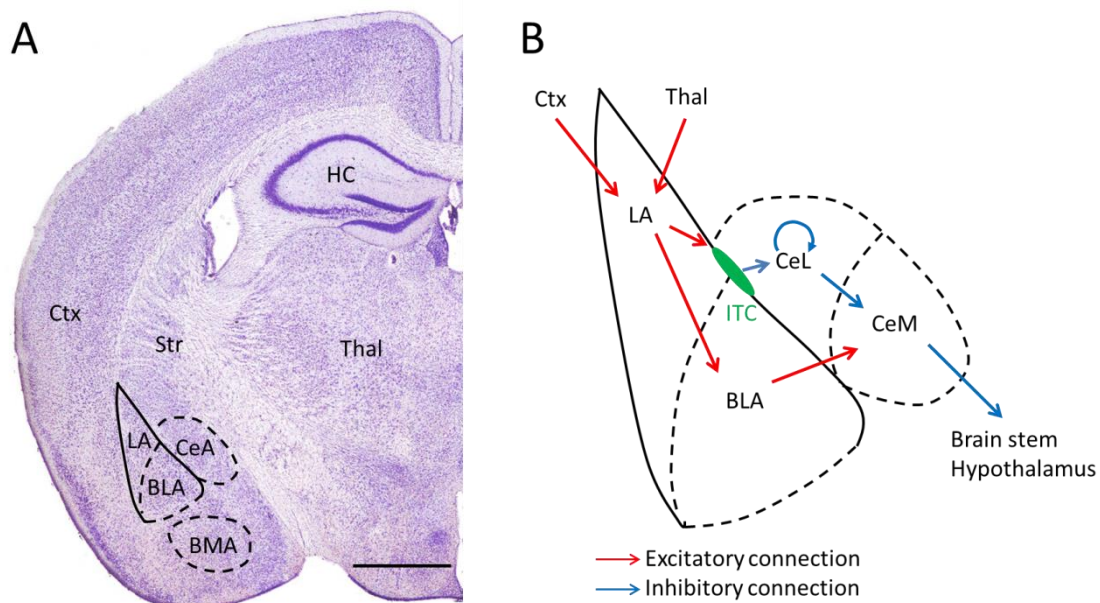 A
HC
Ctx
Str
Thal
LA
CeA
BLA
BMA
B
Ctx
Thal
LA
CeL
ITC
CeM
BLA
Brain stem
Hypothalamus
Excitatory connection
Inhibitory connection